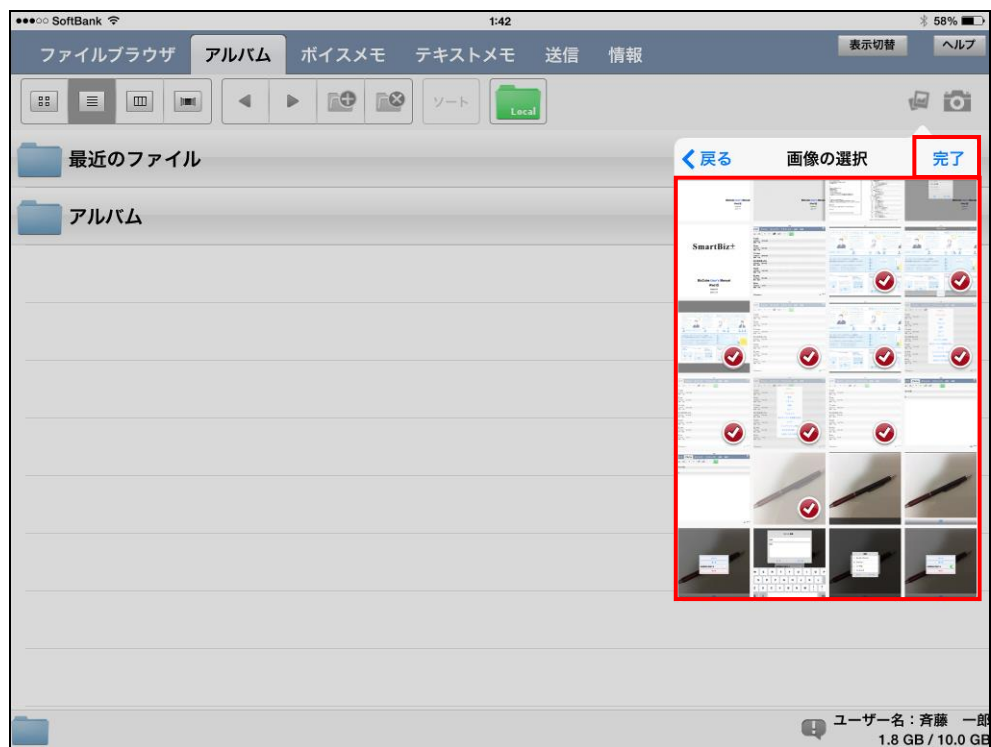 SoftBank 1:42 58%
ファイルブラウザ アルバム ボイスメモ テキストメモ 送信 情報 表示切替 ヘルプ
ソート Local
最近のファイル
アルバム
戻る 画像の選択 完了
SmartBiz+
ユーザー名：斉藤 一郎
1.8 GB / 10.0 GB